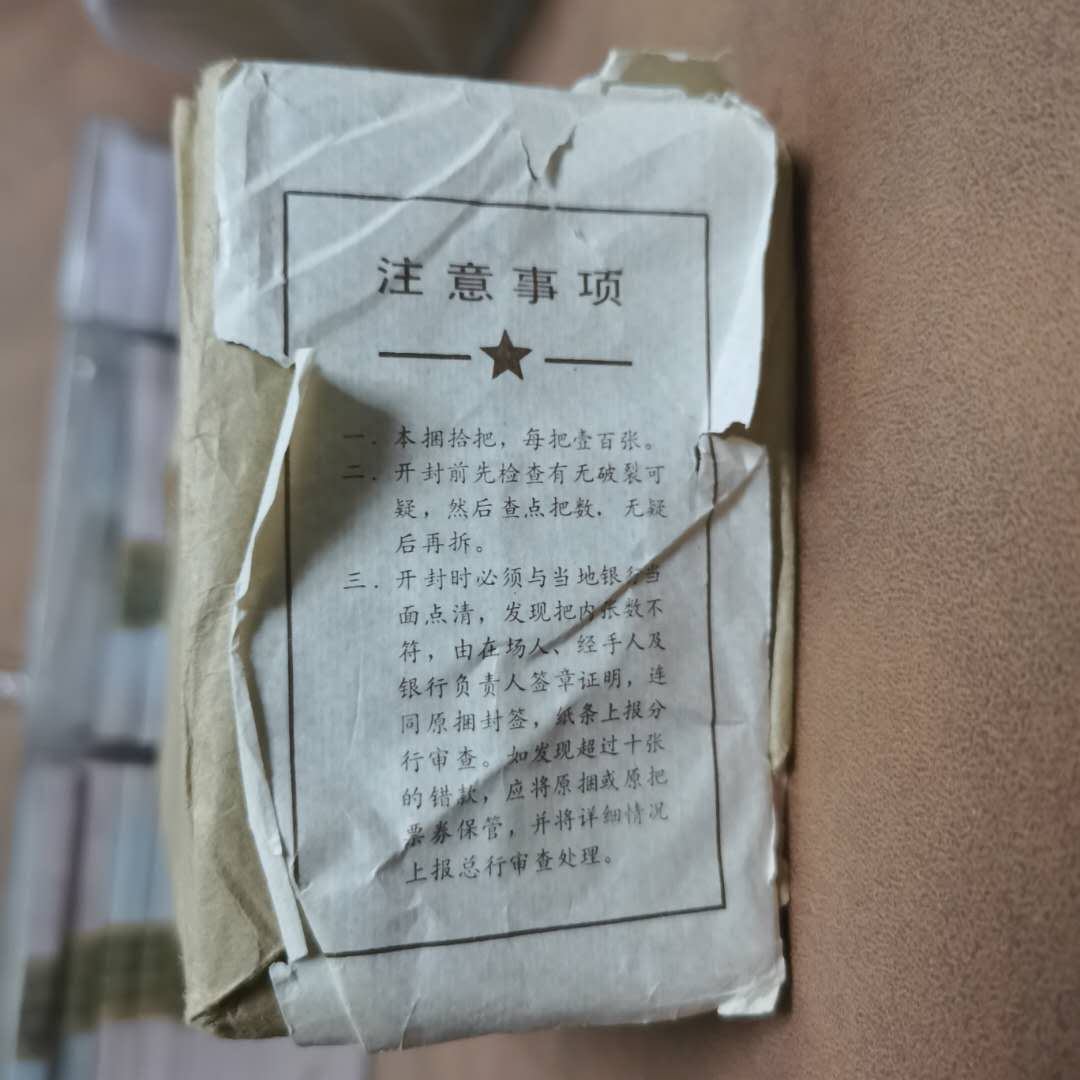 注意事项
一.本捆拾把，每把壹百张。
二.开封前先检查有无破裂可
疑，然后查点把数，无疑
后再拆。
三.开封时必须与当地银行当
面点清，发现把内张数不
符，由在场人、经手人及
银行负责人签章证明，连
同原捆封签，纸条上报分
行审查。如发现超过十张
的错款，应将原捆或原把
票券保管，并将详细情况
上报总行审查处理。